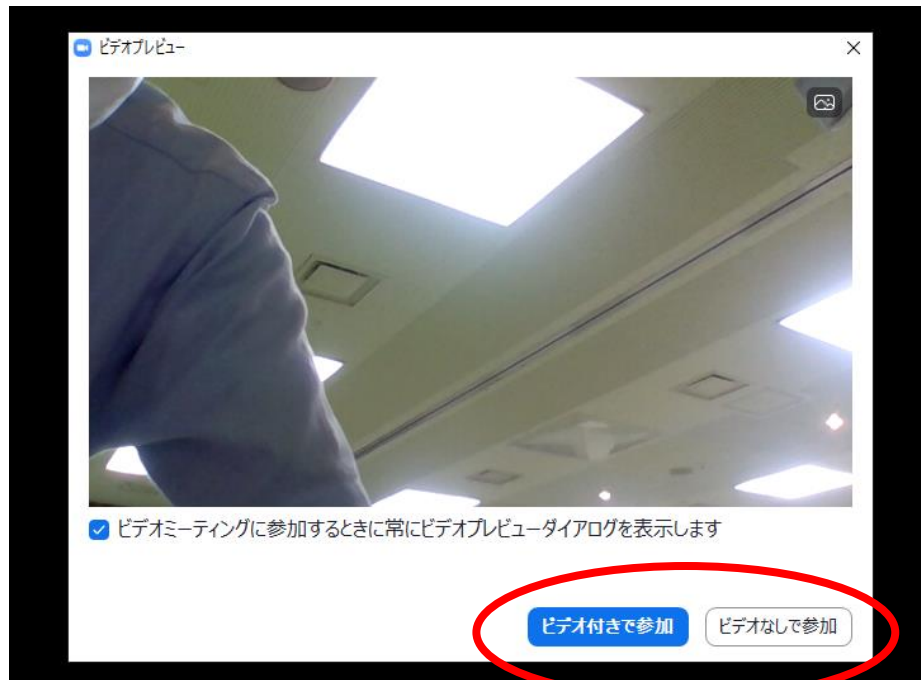 ビデオプレビュー
ビデオミーティングに参加するときに常にビデオプレビューダイアログを表示します
ビデオ付きで参加
ビデオなしで参加